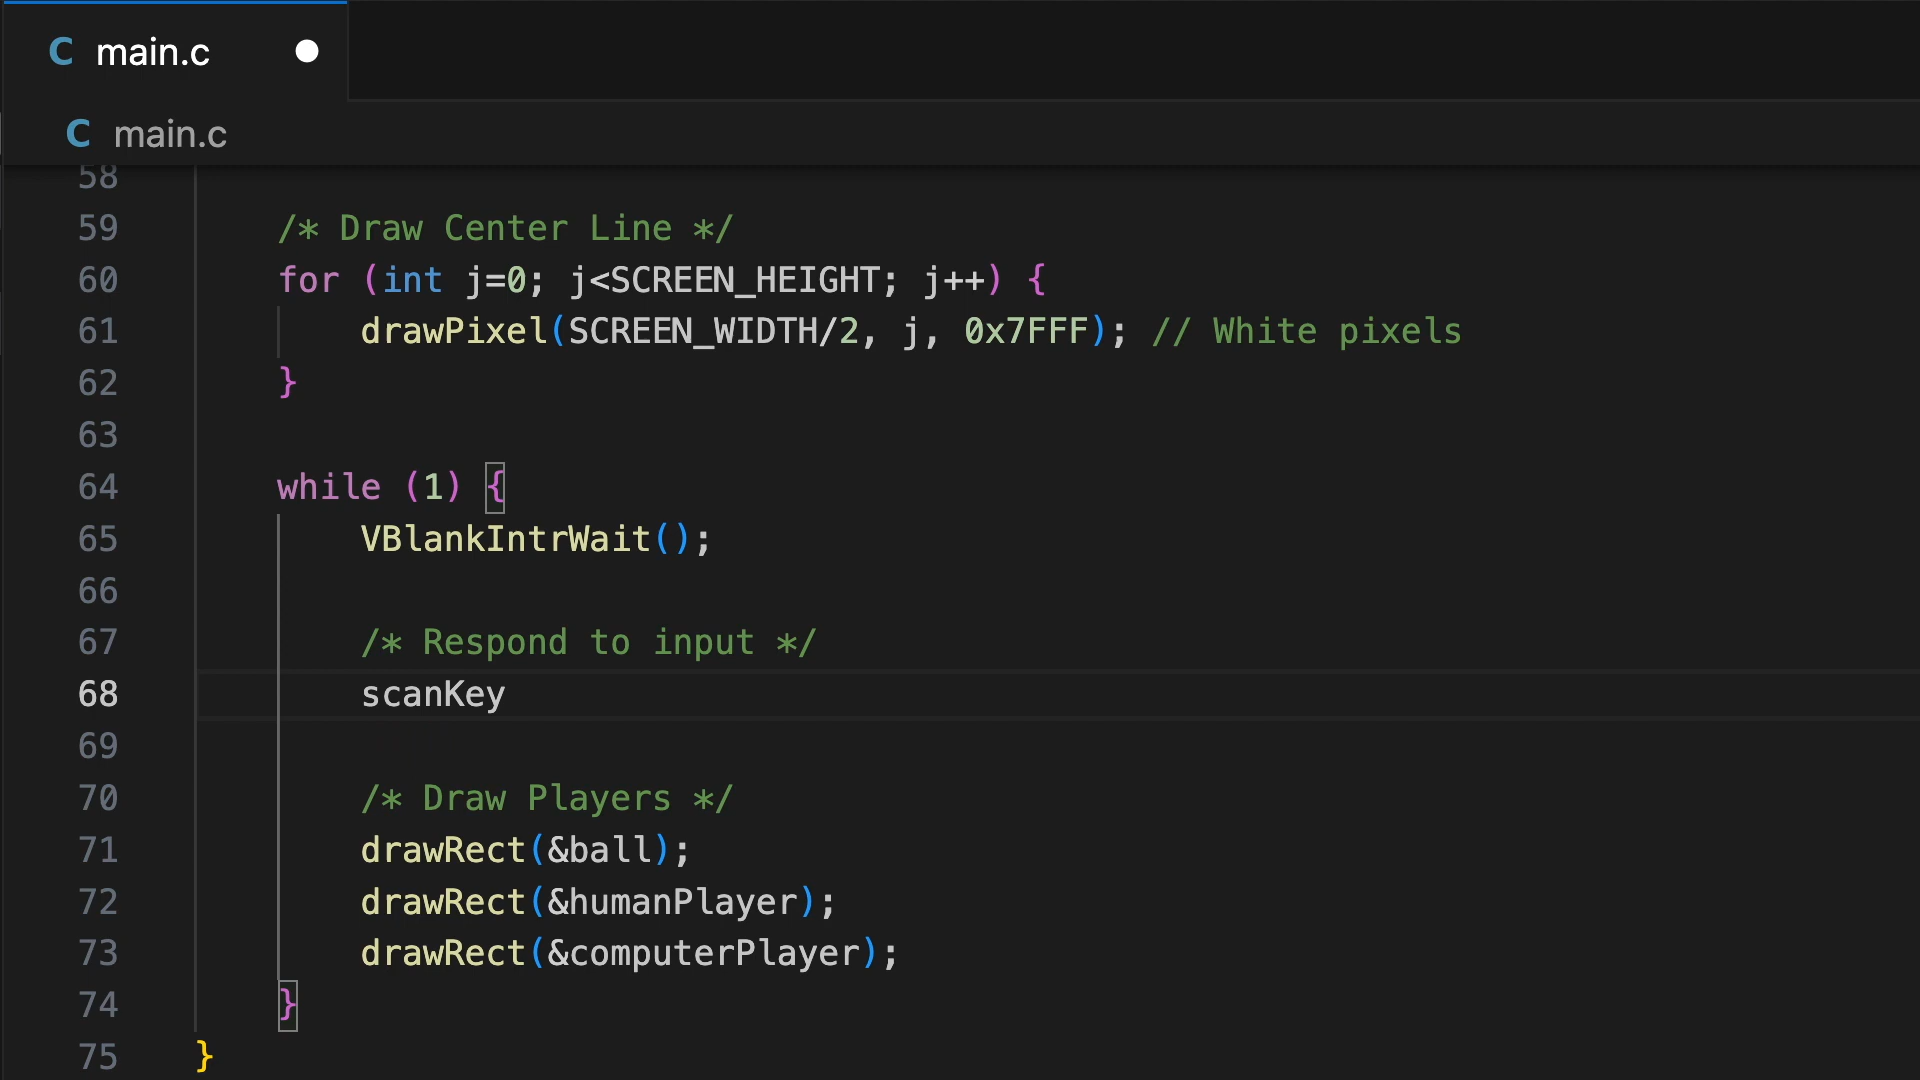 C main.c
C main.c
58
59 /* Draw Center Line */
60 for (int j=0; j<SCREEN_HEIGHT; j++) {
61 drawPixel(SCREEN_WIDTH/2, j, 0x7FFF); // White pixels
62 }
63
64 while (1) {
65 VBlankIntrWait();
66
67 /* Respond to input */
68 scanKey
69
70 /* Draw Players */
71 drawRect(&ball);
72 drawRect(&humanPlayer);
73 drawRect(&computerPlayer);
74 }
75 }